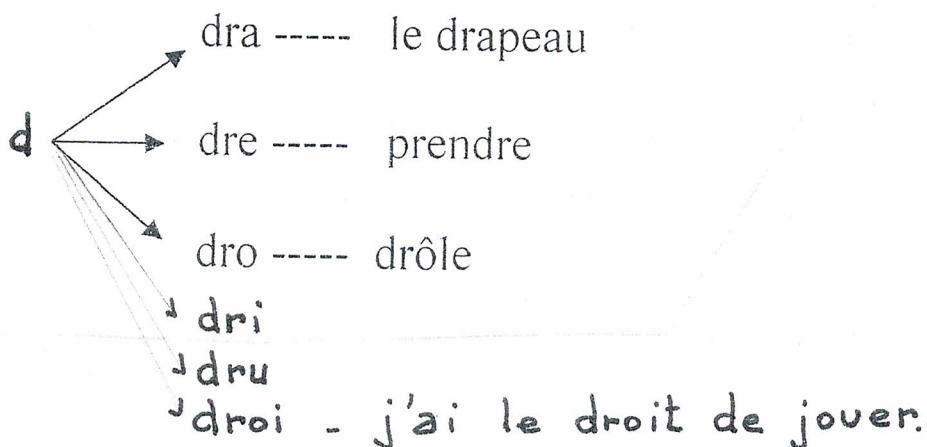 dra ----- le drapeau
d dre ----- prendre
dro ----- drôle
dri
dru
droi - j'ai le droit de jouer.